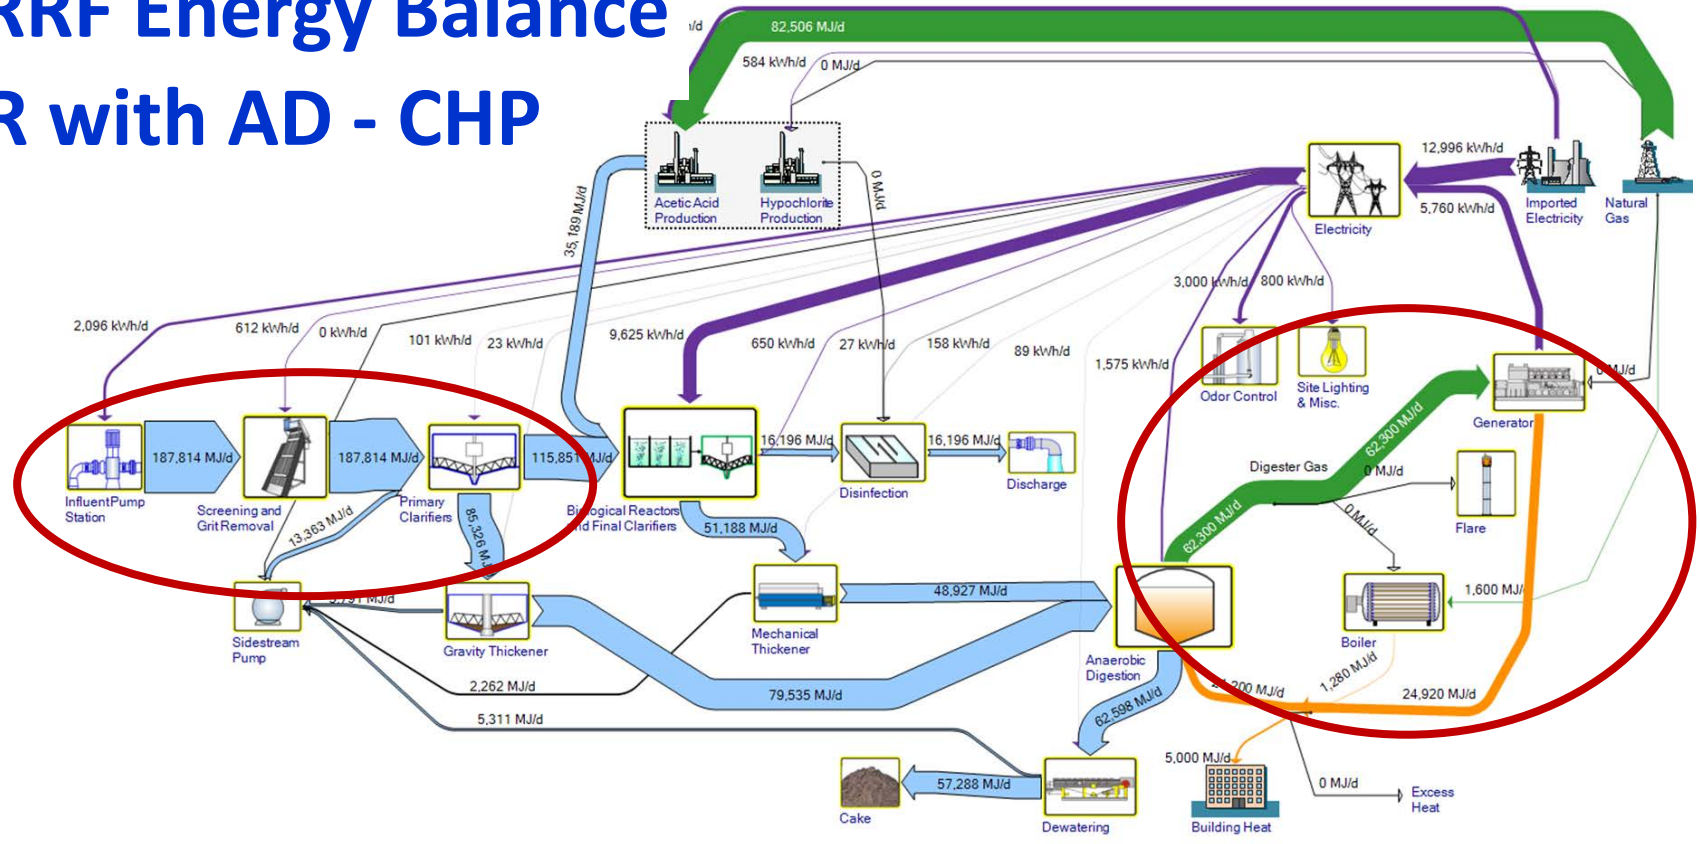 RRF Energy Balance
R with AD - CHP
82,506 MJ/d
584 kWh/d
0 MJ/d
12,996 kWh/d
5,760 kWh/d
Acetic Acid
Production
Hypochlorite
Production
0 MJ/d
35,189 MJ/d
Electricity
Imported
Electricity
Natural
Gas
2,096 kWh/d
612 kWh/d
0 kWh/d
101 kWh/d
23 kWh/d
9,625 kWh/d
650 kWh/d
27 kWh/d
158 kWh/d
89 kWh/d
1,575 kWh/d
3,000 kWh/d
800 kWh/d
Odor Control
Site Lighting
& Misc.
Generator
187,814 MJ/d
187,814 MJ/d
115,851 MJ/d
16,196 MJ/d
16,196 MJ/d
Influent Pump
Station
Screening and
Grit Removal
Primary
Clarifiers
Biological Reactors
and Final Clarifiers
Disinfection
Discharge
13,363 MJ/d
51,188 MJ/d
62,300 MJ/d
62,300 MJ/d
Digester Gas
0 MJ/d
0 MJ/d
Flare
1,600 MJ/
Boiler
Sidestream
Pump
Gravity Thickener
Mechanical
Thickener
48,927 MJ/d
79,535 MJ/d
2,262 MJ/d
5,311 MJ/d
Anaerobic
Digestion
62,598 MJ/d
1,280 MJ/d
24,920 MJ/d
57,288 MJ/d
Cake
Dewatering
5,000 MJ/d
Building Heat
0 MJ/d
Excess
Heat